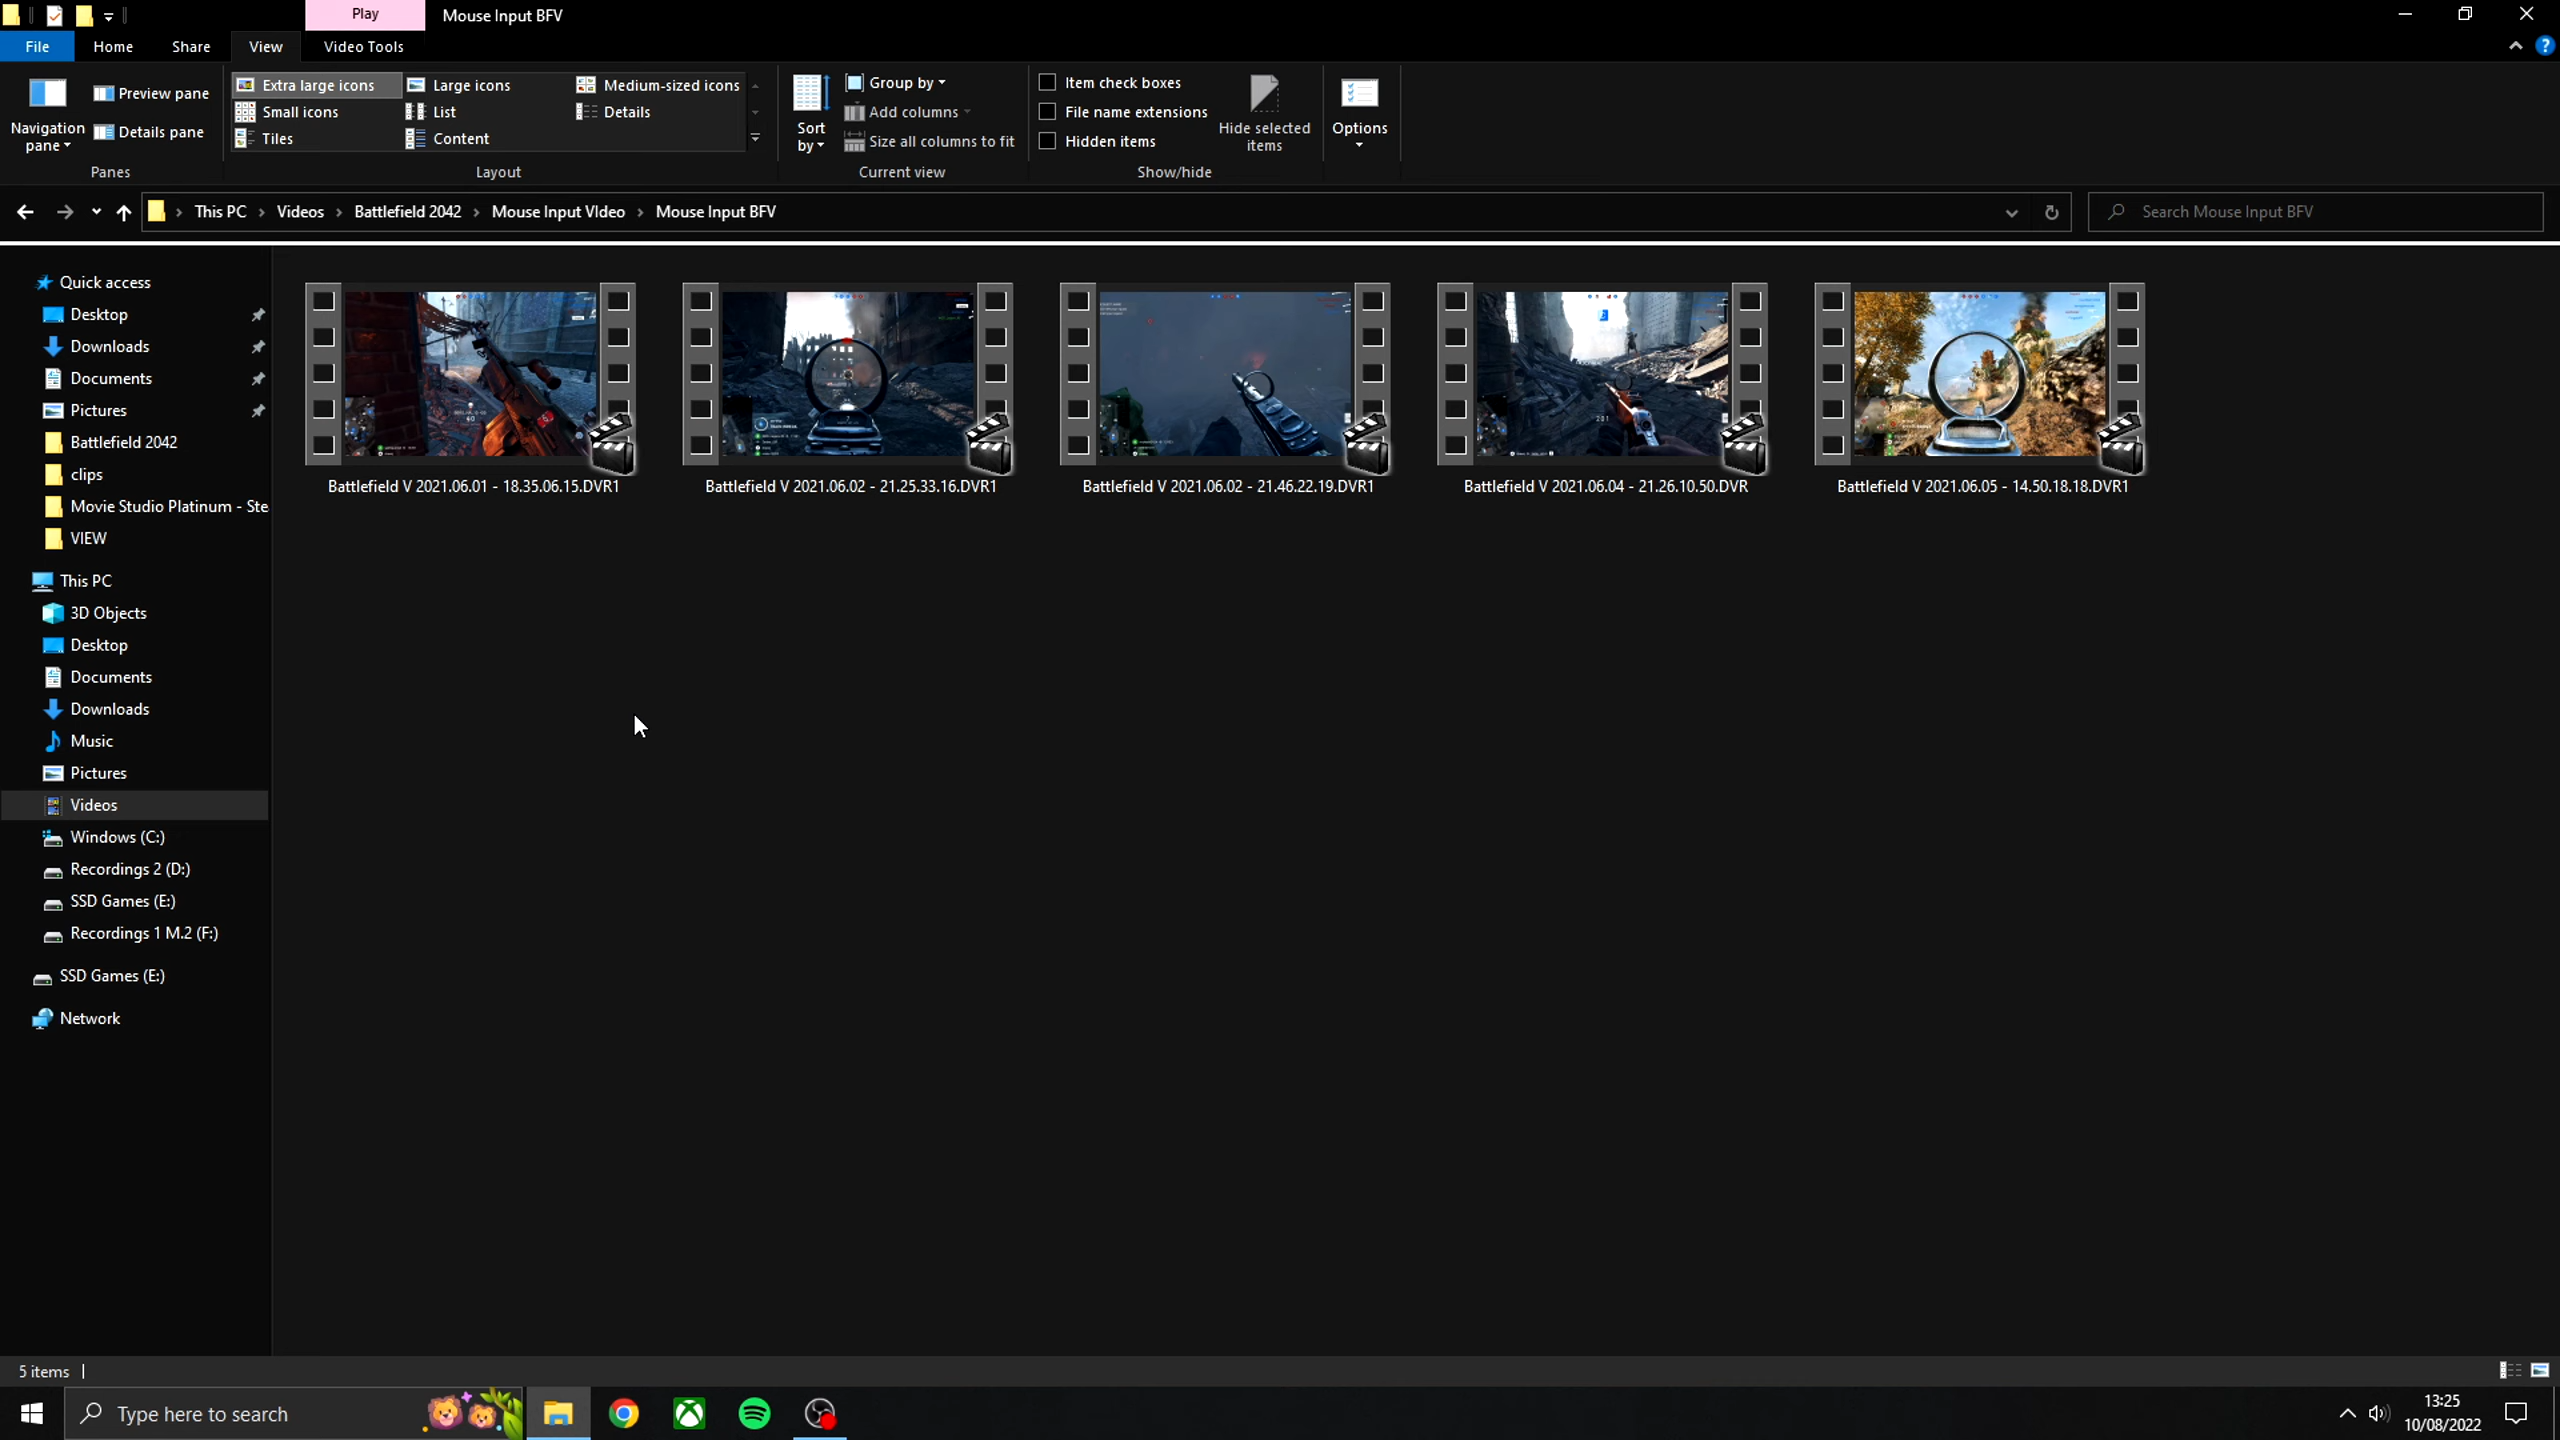 Play
Mouse Input BFV
File
Home
Share
View
Video Tools
Navigation
pane
Preview pane
Details pane
Panes
Extra large icons
Large icons
Medium-sized icons
Small icons
List
Details
Tiles
Content
Layout
Sort
by
Group by
Add columns
Size all columns to fit
Current view
Item check boxes
File name extensions
Hidden items
Hide selected
items
Show/hide
Options
This PC
Videos
Battlefield 2042
Mouse Input VIdeo
Mouse Input BFV
Search Mouse Input BFV
Quick access
Desktop
Downloads
Documents
Pictures
Battlefield 2042
clips
Movie Studio Platinum - Ste
VIEW
This PC
3D Objects
Desktop
Documents
Downloads
Music
Pictures
Videos
Windows (C:)
Recordings 2 (D:)
SSD Games (E:)
Recordings 1 M.2 (F:)
SSD Games (E:)
Network
Battlefield V 2021.06.01 - 18.35.06.15.DVR1
Battlefield V 2021.06.02 - 21.25.33.16.DVR1
Battlefield V 2021.06.02 - 21.46.22.19.DVR1
Battlefield V 2021.06.04 - 21.26.10.50.DVR
Battlefield V 2021.06.05 - 14.50.18.18.DVR1
5 items
Type here to search
13:25
10/08/2022